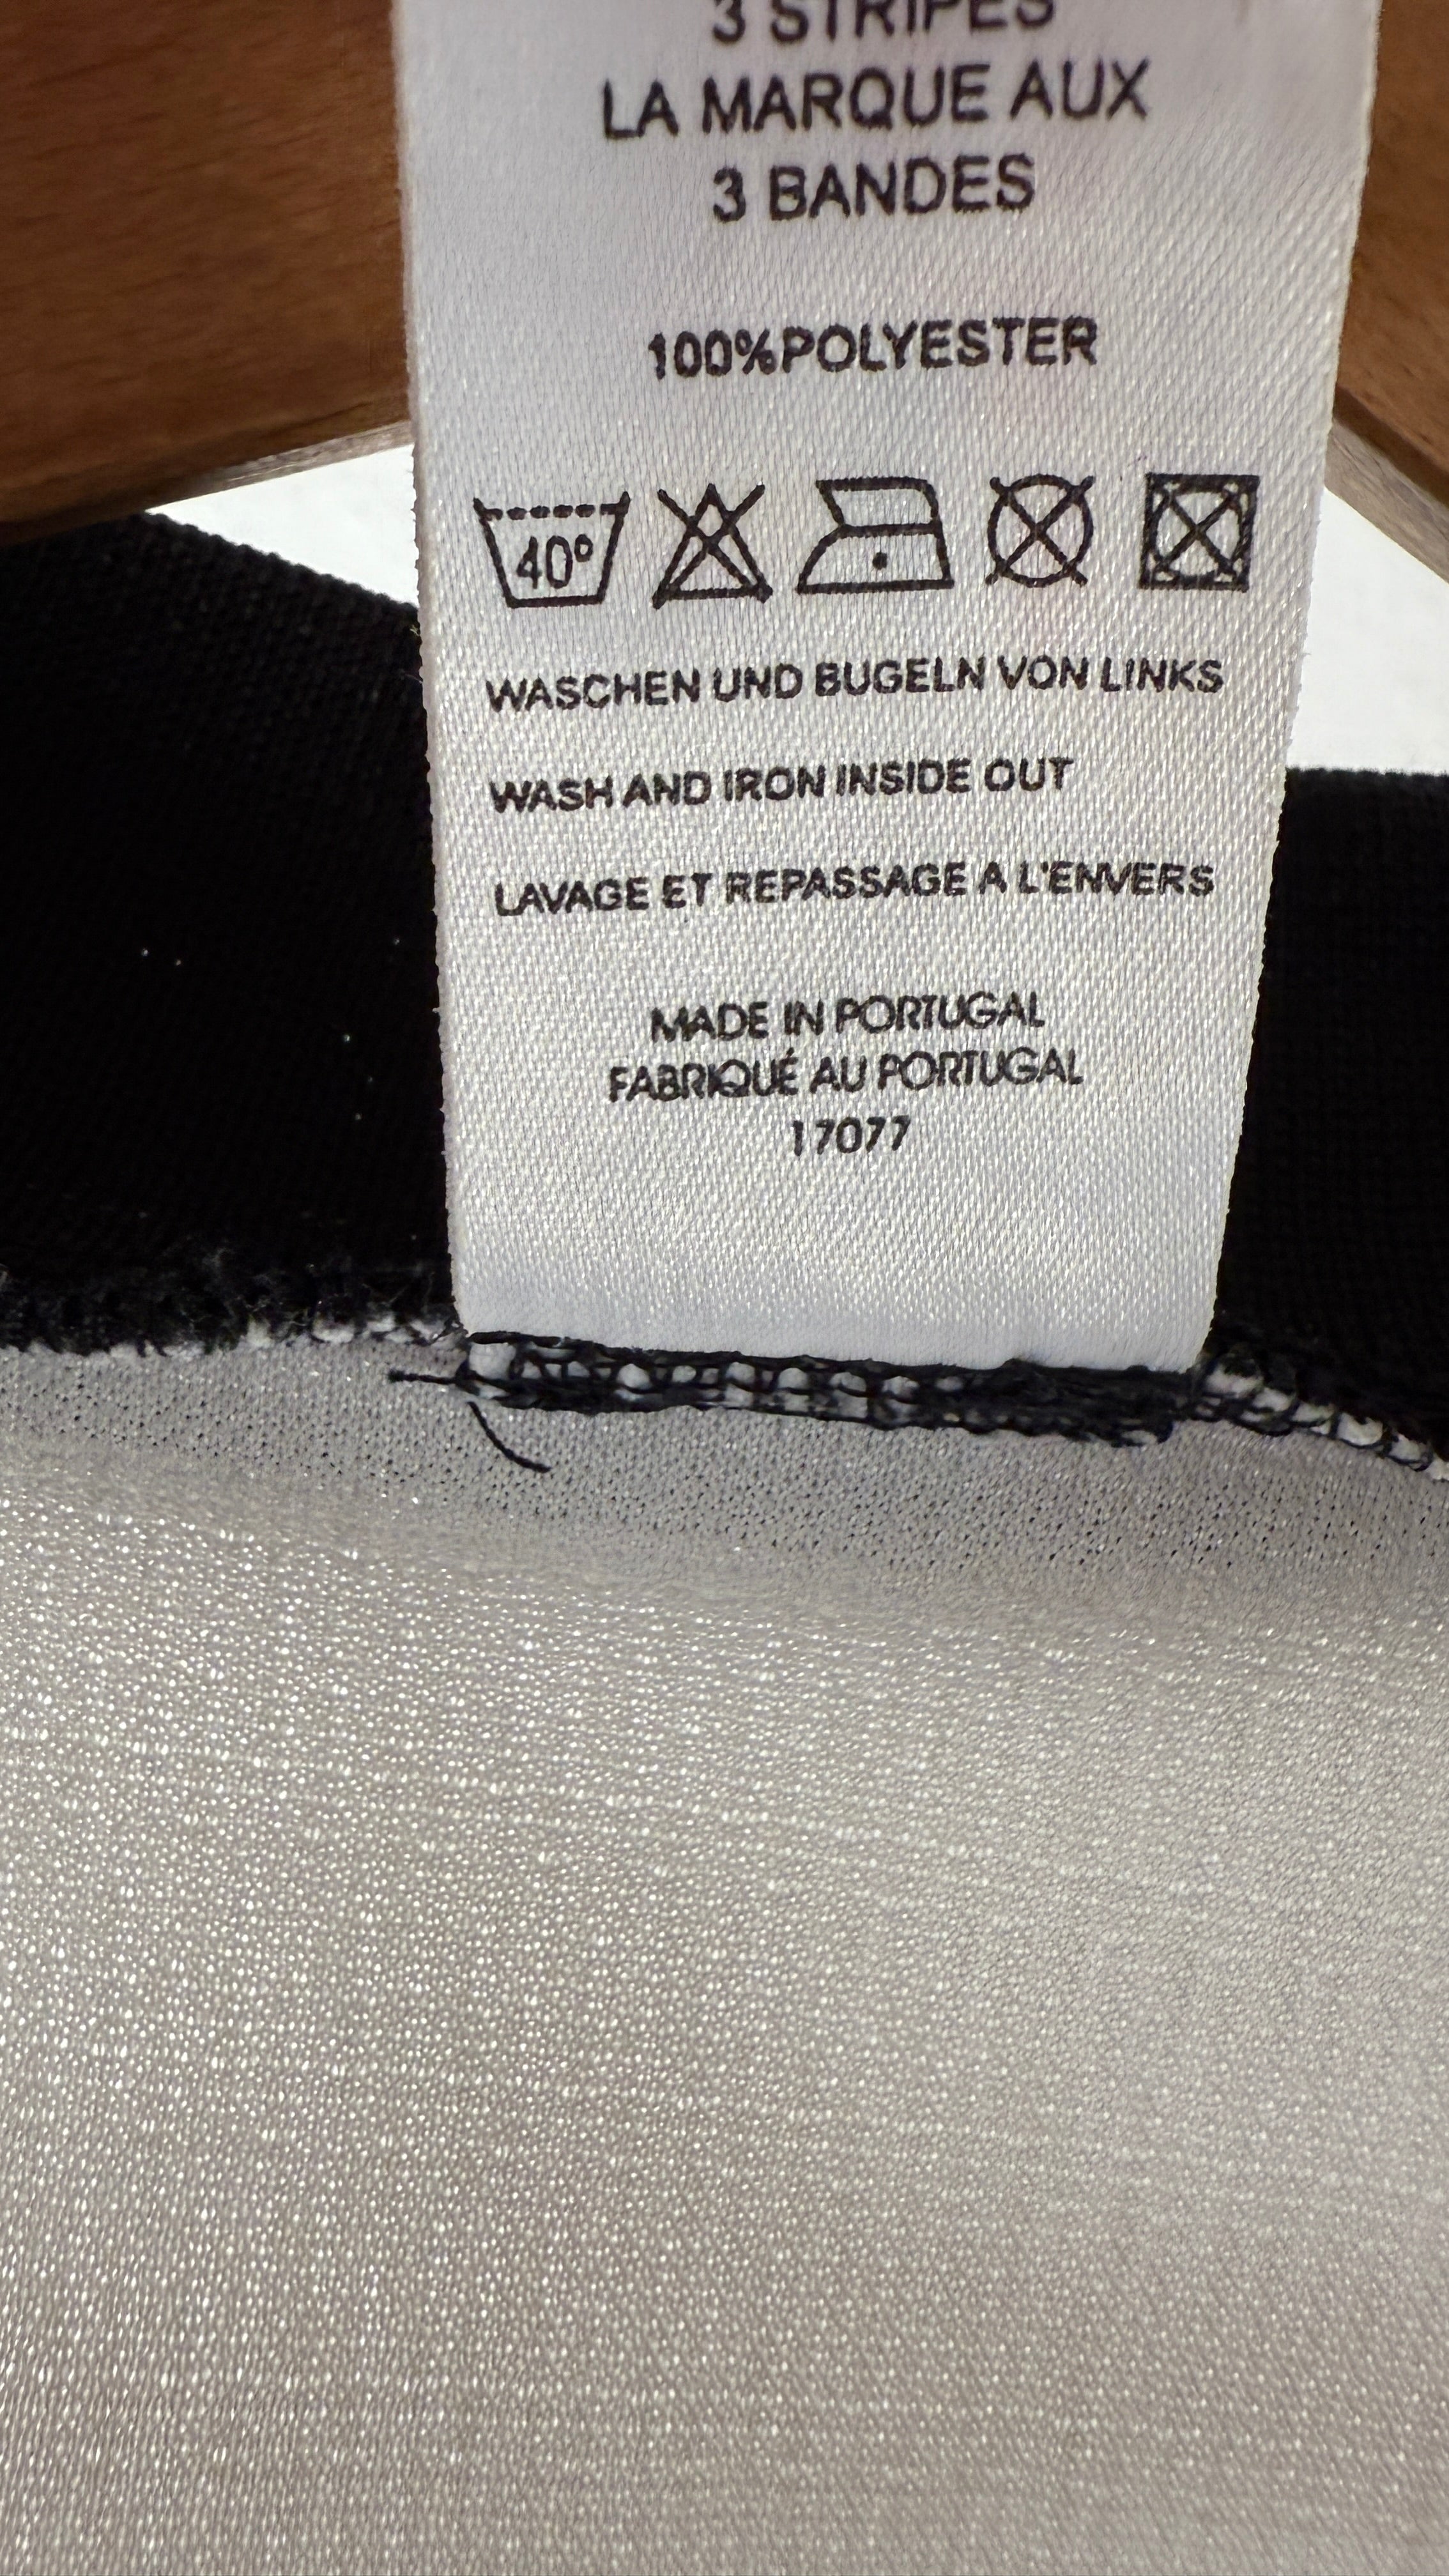 3 STRIPES
LA MARQUE AUX
3 BANDES
100%POLYESTER
40°
WASCHEN UND BUGELN VON LINKS
WASH AND IRON INSIDE OUT
LAVAGE ET REPASSAGE A L'ENVERS
MADE IN PORTUGAL
FABRIQUÉ AU PORTUGAL
17077